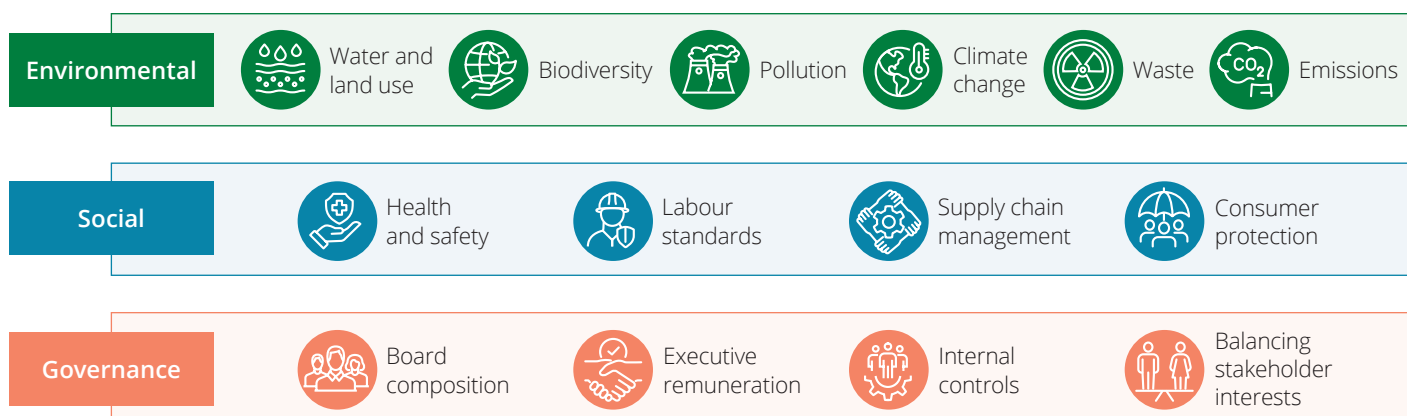 Environmental
Water and
land use
Biodiversity
Pollution
Climate
change
Waste
CO₂
Emissions
Social
Health
and safety
Labour
standards
Supply chain
management
Consumer
protection
Governance
Board
composition
Executive
remuneration
Internal
controls
Balancing
stakeholder
interests